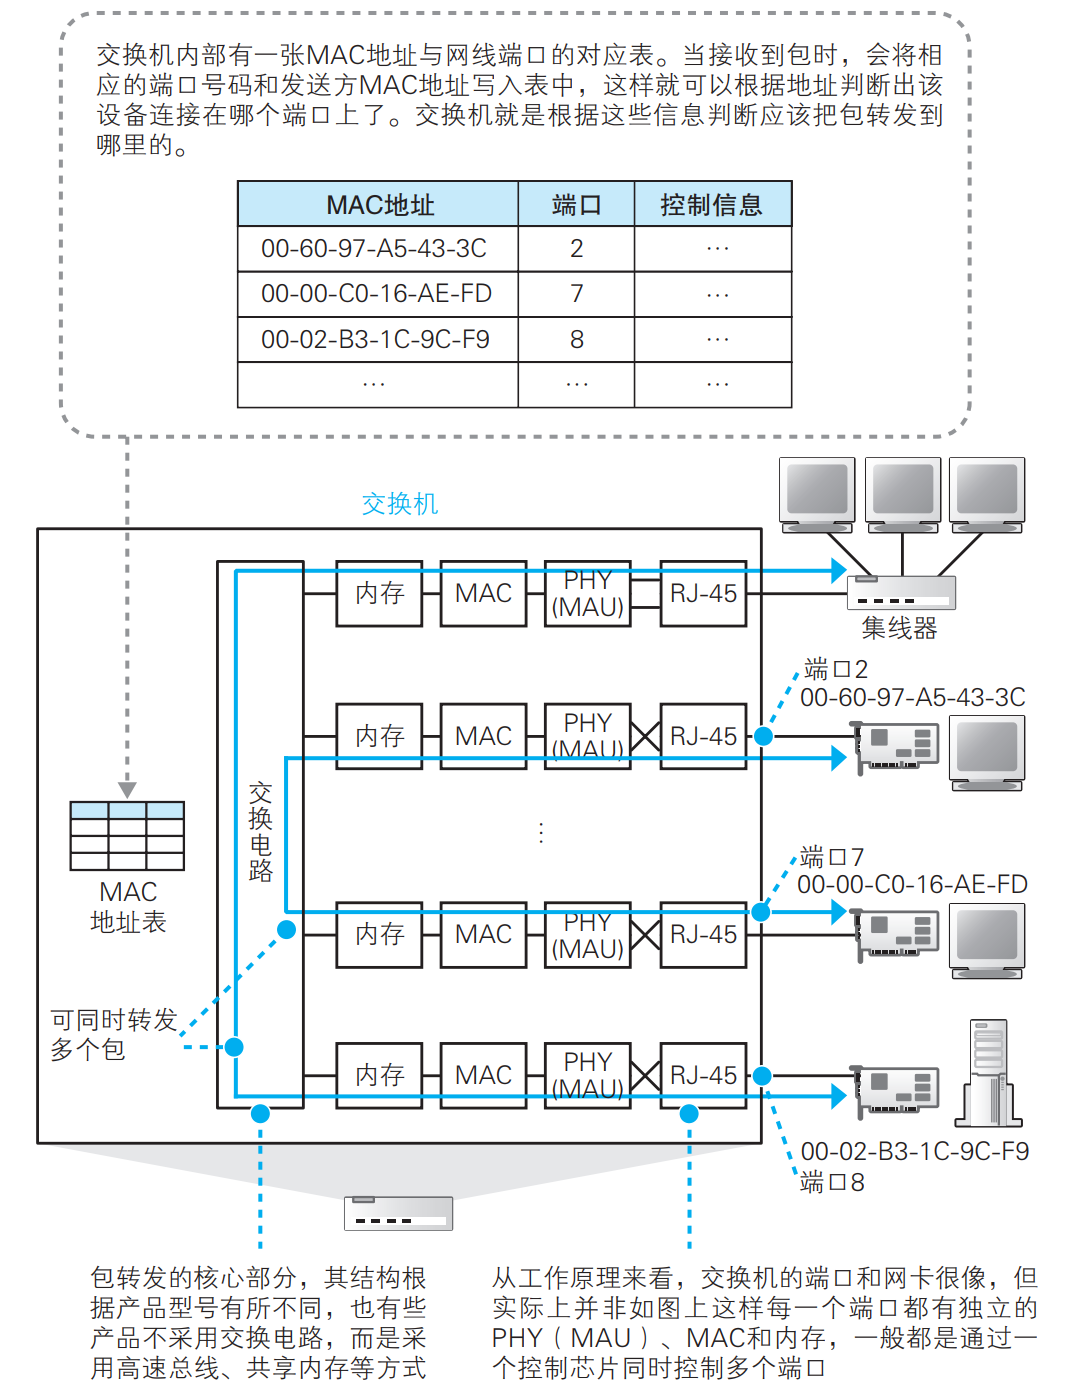 交换机内部有一张MAC地址与网线端口的对应表。当接收到包时，会将相
应的端口号码和发送方MAC地址写入表中，这样就可以根据地址判断出该
设备连接在哪个端口上了。交换机就是根据这些信息判断应该把包转发到
哪里的。
MAC地址 端口 控制信息
00-60-97-A5-43-3C 2 …
00-00-C0-16-AE-FD 7 …
00-02-B3-1C-9C-F9 8 …
… … …
交换机
内存 MAC PHY RJ-45
(MAU)
集线器
端口2
00-60-97-A5-43-3C
内存 MAC PHY RJ-45
(MAU)
交换电路
⋮
MAC
地址表
端口7
00-00-C0-16-AE-FD
内存 MAC PHY RJ-45
(MAU)
可同时转发
多个包
内存 MAC PHY RJ-45
(MAU)
00-02-B3-1C-9C-F9
端口8
包转发的核心部分，其结构根
据产品型号有所不同，也有些
产品不采用交换电路，而是采
用高速总线、共享内存等方式
从工作原理来看，交换机的端口和网卡很像，但
实际上并非如图上这样每一个端口都有独立的
PHY（MAU）、MAC和内存，一般都是通过一
个控制芯片同时控制多个端口